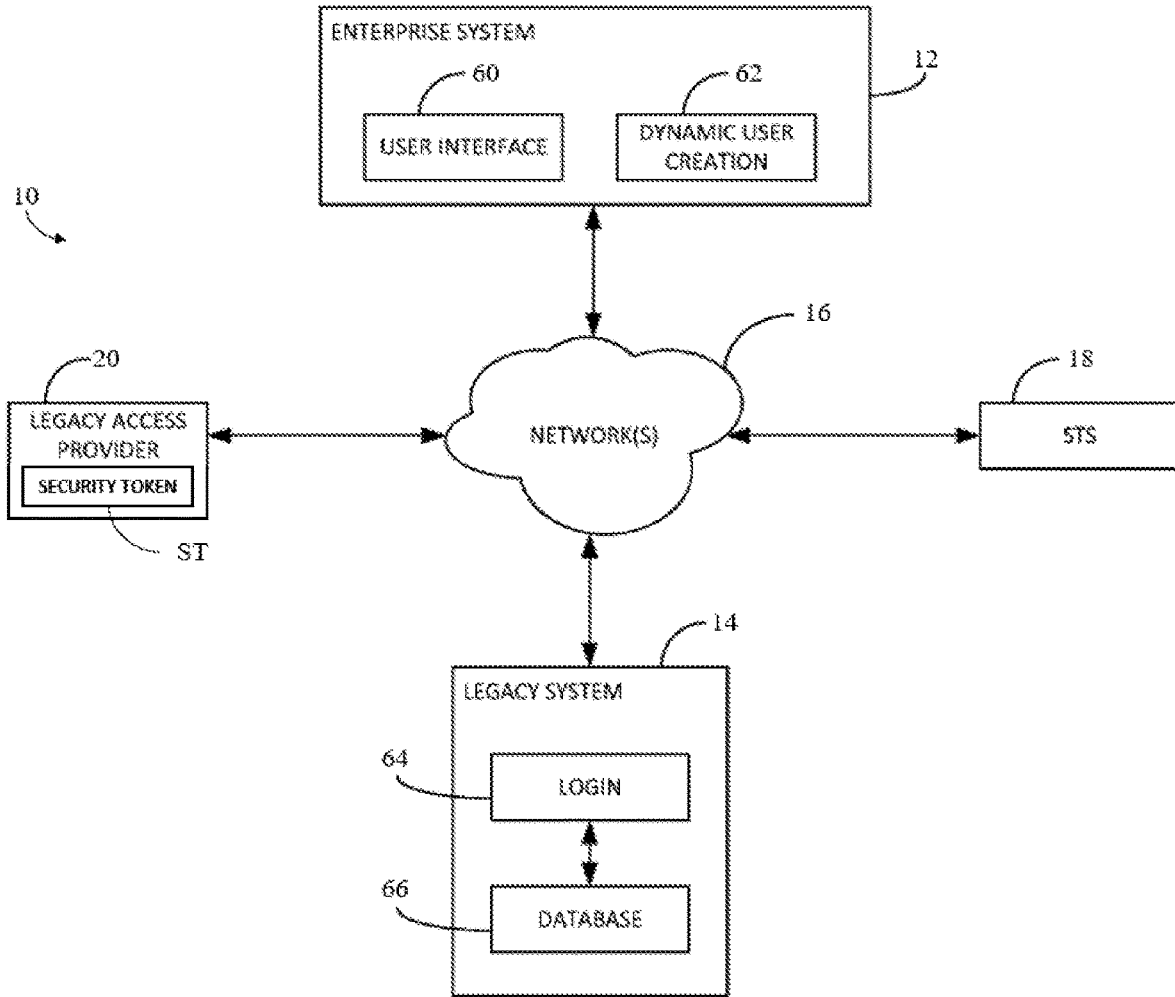 ENTERPRISE SYSTEM
12
60
62
USER INTERFACE
DYNAMIC USER
CREATION
10
16
20
18
LEGACY ACCESS
PROVIDER
SECURITY TOKEN
ST
NETWORK(S)
STS
14
LEGACY SYSTEM
64
LOGIN
66
DATABASE